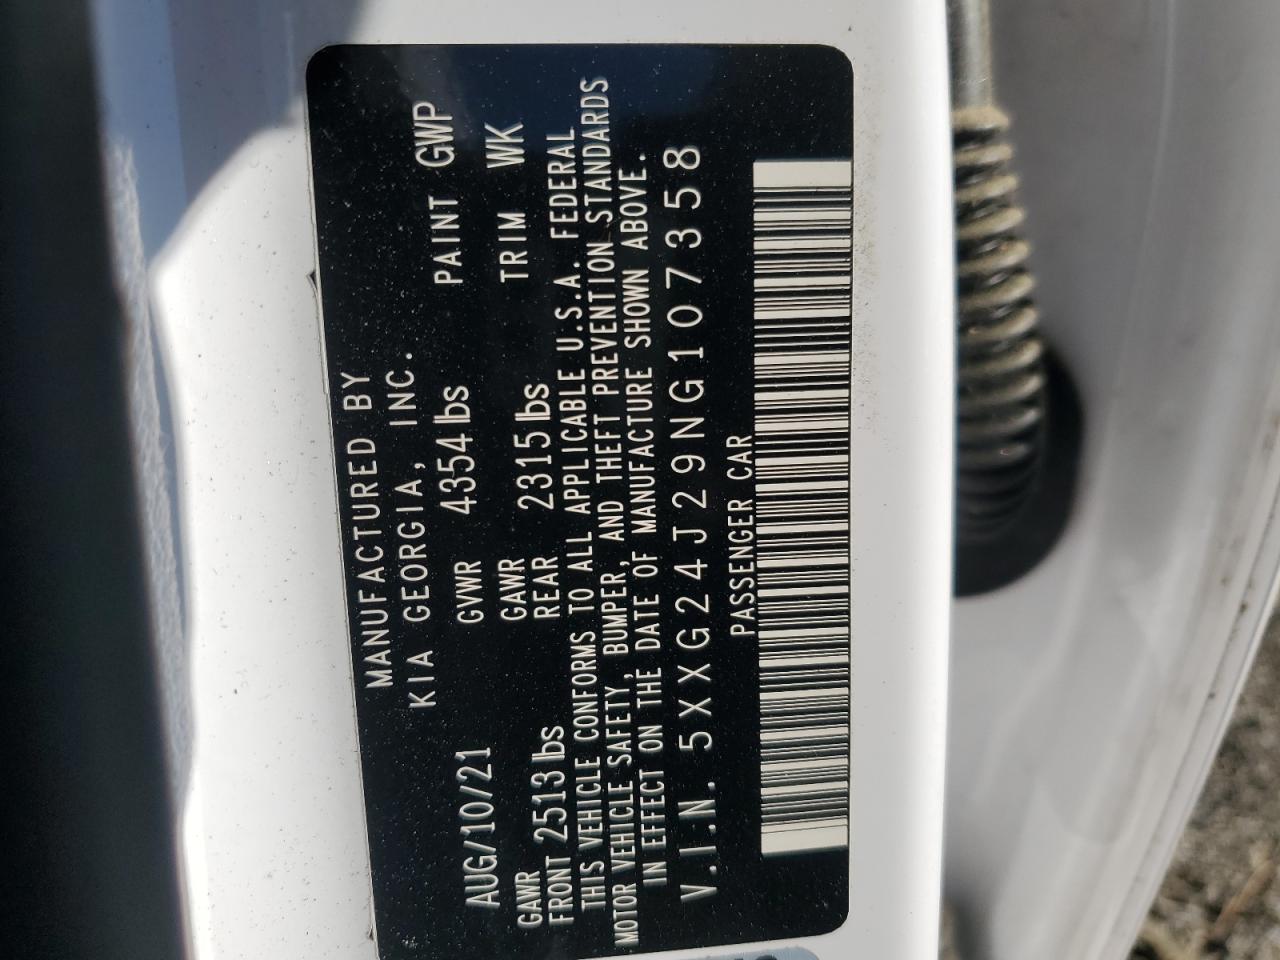 MANUFACTURED BY
KIA GEORGIA, INC.
AUG/10/21 GVWR 4354 lbs PAINT GWP
GAWR FRONT 2513 lbs GAWR REAR 2315 lbs TRIM WK
THIS VEHICLE CONFORMS TO ALL APPLICABLE U.S.A. FEDERAL
MOTOR VEHICLE SAFETY, BUMPER, AND THEFT PREVENTION STANDARDS
IN EFFECT ON THE DATE OF MANUFACTURE SHOWN ABOVE.
V.I.N. 5XXG24J29NG107358
PASSENGER CAR